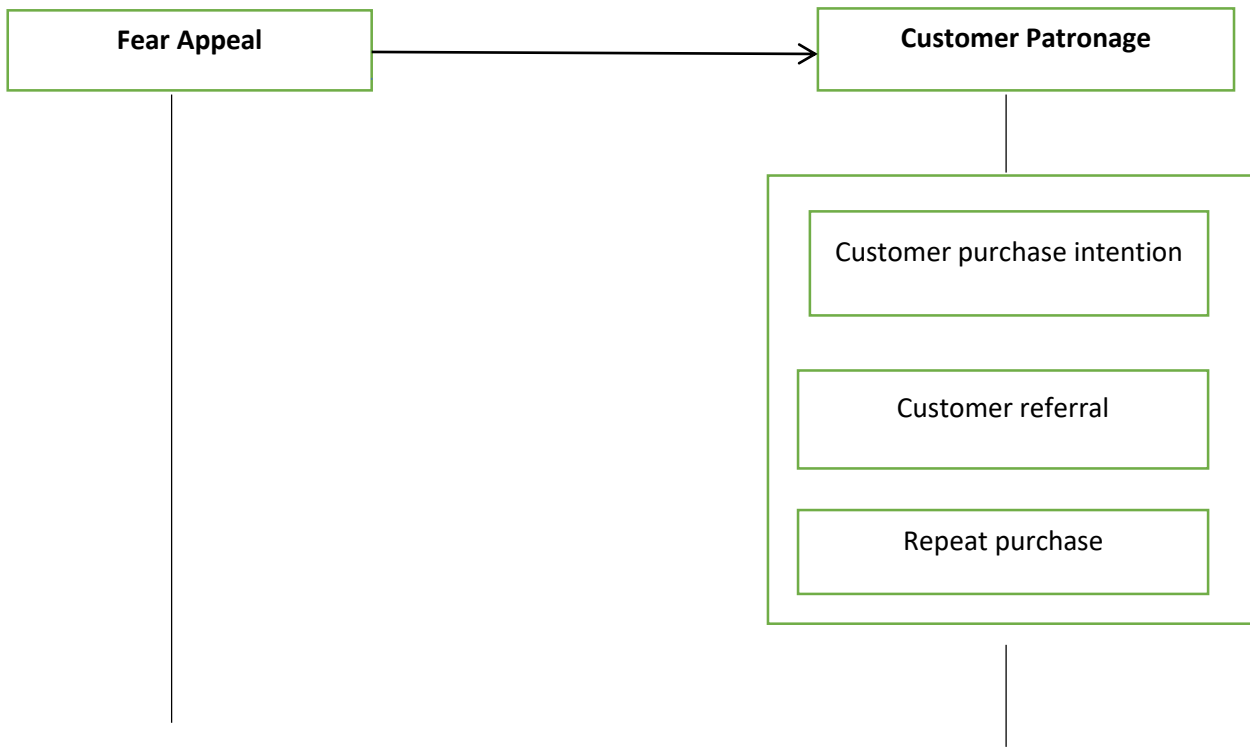 Fear Appeal
Customer Patronage
Customer purchase intention
Customer referral
Repeat purchase